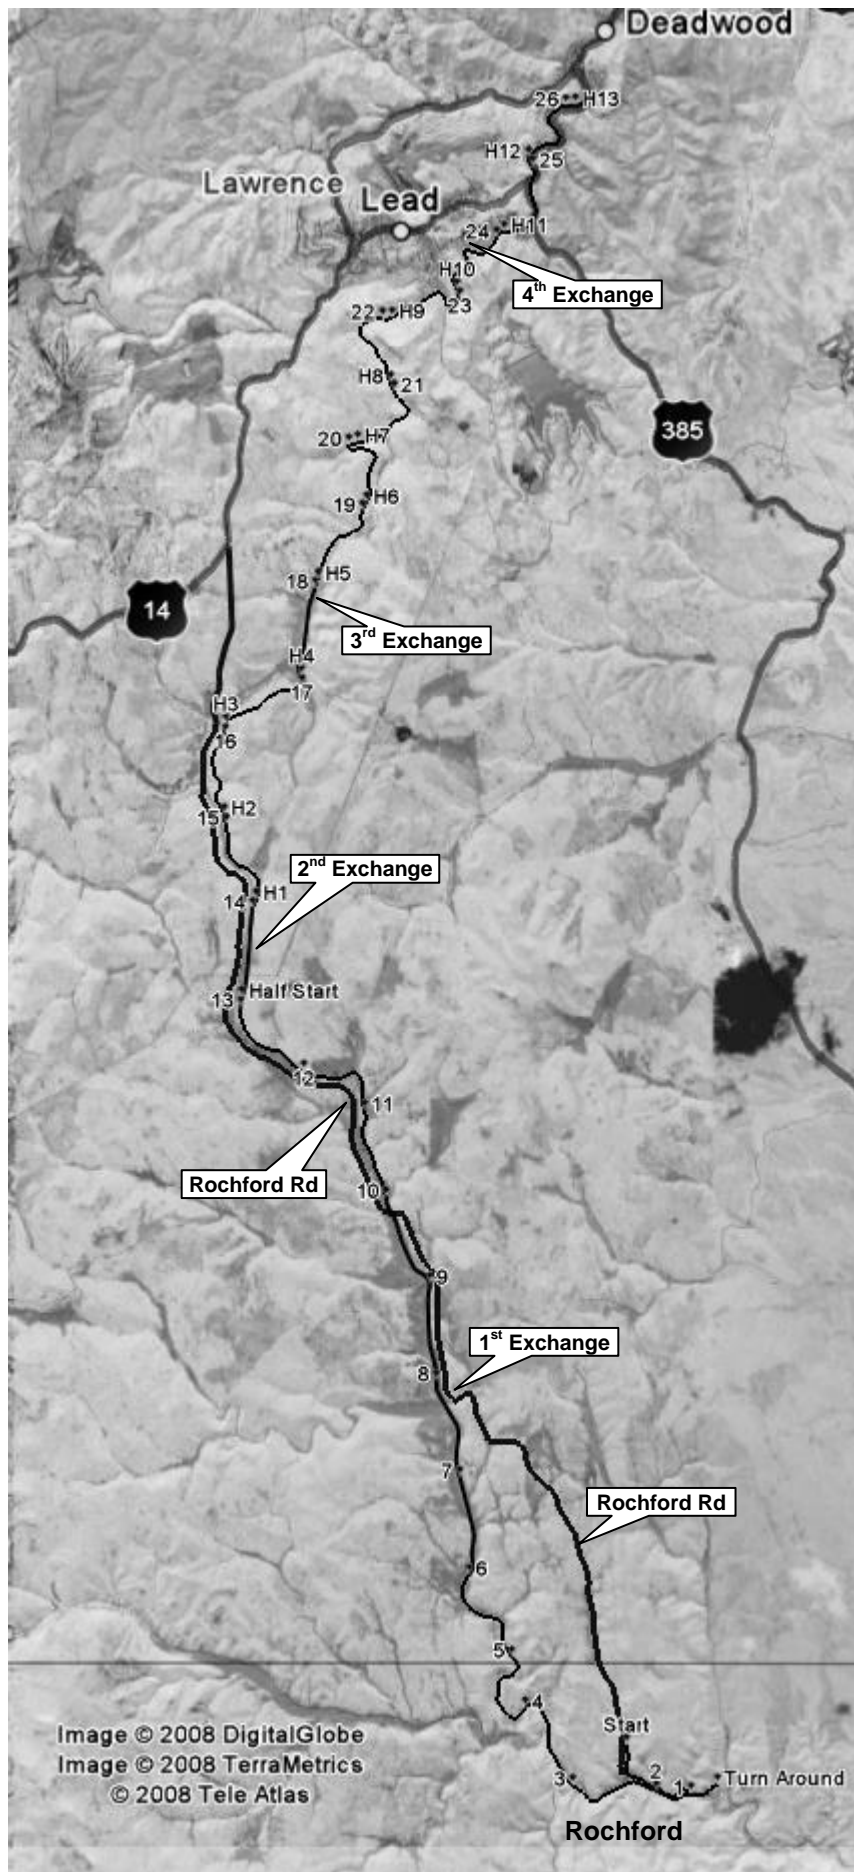 Deadwood
26 H13
H12
25
Lawrence
Lead
24 H11
H10
4th Exchange
23
22 H9
H8
21
385
20 H7
19 H6
18 H5
14
3rd Exchange
H4
17
H3
16
H2
15
2nd Exchange
14 H1
13 Half Start
12
11
Rochford Rd
10
9
1st Exchange
8
7
Rochford Rd
6
5
4
Start
Image © 2008 DigitalGlobe
Image © 2008 TerraMetrics
© 2008 Tele Atlas
3
2
1
Turn Around
Rochford